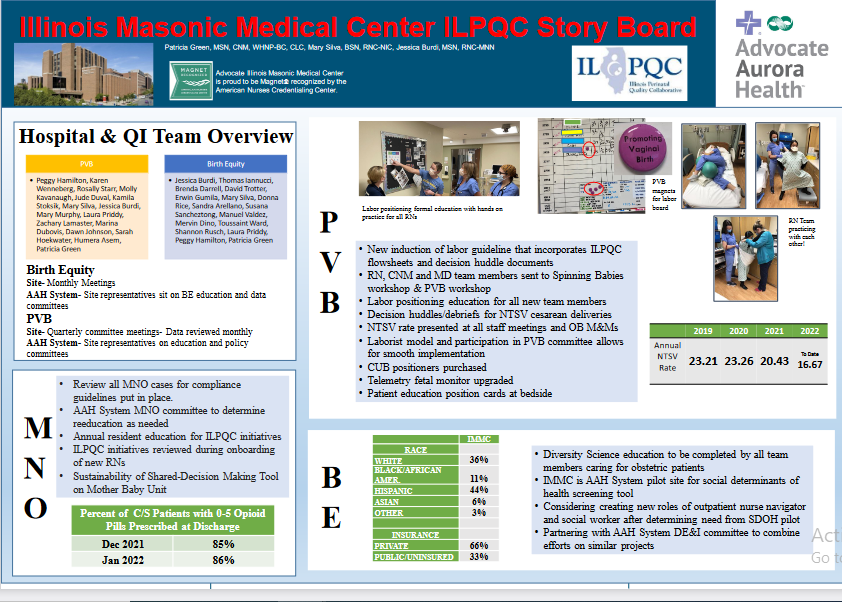 Illinois Masonic Medical Center ILPQC Story Board
Patricia Green, MSN, CNM, WHNP-BC, CLC, Mary Silva, BSN, RNC-NIC, Jessica Burdi, MSN, RNC-MNN
MAGNET
RECOGNIZED
Advocate Illinois Masonic Medical Center
is proud to be Magnet® recognized by the
American Nurses Credentialing Center.
ILPQC
Illinois Perinatal
Quality Collaborative
Advocate
Aurora
Health
Hospital & QI Team Overview
PVB
• Peggy Hamilton, Karen
Wenneberg, Rosally Starr, Molly
Kavanaugh, Jude Duval, Kamila
Stoksik, Mary Silva, Jessica Burdi,
Mary Murphy, Laura Priddy,
Zachary Lamaster, Marina
Dubovis, Dawn Johnson, Sarah
Hoekwater, Humera Asem,
Patricia Green
Birth Equity
• Jessica Burdi, Thomas Iannucci,
Brenda Darrell, David Trotter,
Erwin Gumila, Mary Silva, Donna
Rice, Sandra Arellano, Susana
Sancheztong, Manuel Valdez,
Mervin Dino, Toussaint Ward,
Shannon Rusch, Laura Priddy,
Peggy Hamilton, Patricia Green
Birth Equity
Site- Monthly Meetings
AAH System- Site representatives sit on BE education and data
committees
PVB
Site- Quarterly committee meetings- Data reviewed monthly
AAH System- Site representatives on education and policy
committees
M
N
O
• Review all MNO cases for compliance
guidelines put in place.
• AAH System MNO committee to determine
reeducation as needed
• Annual resident education for ILPQC initiatives
• ILPQC initiatives reviewed during onboarding
of new RNs
• Sustainability of Shared-Decision Making Tool
on Mother Baby Unit
Percent of C/S Patients with 0-5 Opioid
Pills Prescribed at Discharge
Dec 2021 85%
Jan 2022 86%
Labor positioning formal education with hands on
practice for all RNs
Promoting
Vaginal
Birth
PVB
magnets
for labor
board
RN Team
practicing
with each
other!
P
V
B
• New induction of labor guideline that incorporates ILPQC
flowsheets and decision huddle documents
• RN, CNM and MD team members sent to Spinning Babies
workshop & PVB workshop
• Labor positioning education for all new team members
• Decision huddles/debriefs for NTSV cesarean deliveries
• NTSV rate presented at all staff meetings and OB M&Ms
• Laborist model and participation in PVB committee allows
for smooth implementation
• CUB positioners purchased
• Telemetry fetal monitor upgraded
• Patient education position cards at bedside
2019 2020 2021 2022
Annual
NTSV
Rate
23.21 23.26 20.43 To Date
16.67
B
E
IMMC
RACE
WHITE 36%
BLACK/AFRICAN
AMER. 11%
HISPANIC 44%
ASIAN 6%
OTHER 3%
INSURANCE
PRIVATE 66%
PUBLIC/UNINSURED 33%
• Diversity Science education to be completed by all team
members caring for obstetric patients
• IMMC is AAH System pilot site for social determinants of
health screening tool
• Considering creating new roles of outpatient nurse navigator
and social worker after determining need from SDOH pilot
• Partnering with AAH System DE&I committee to combine
efforts on similar projects
Act
Go to